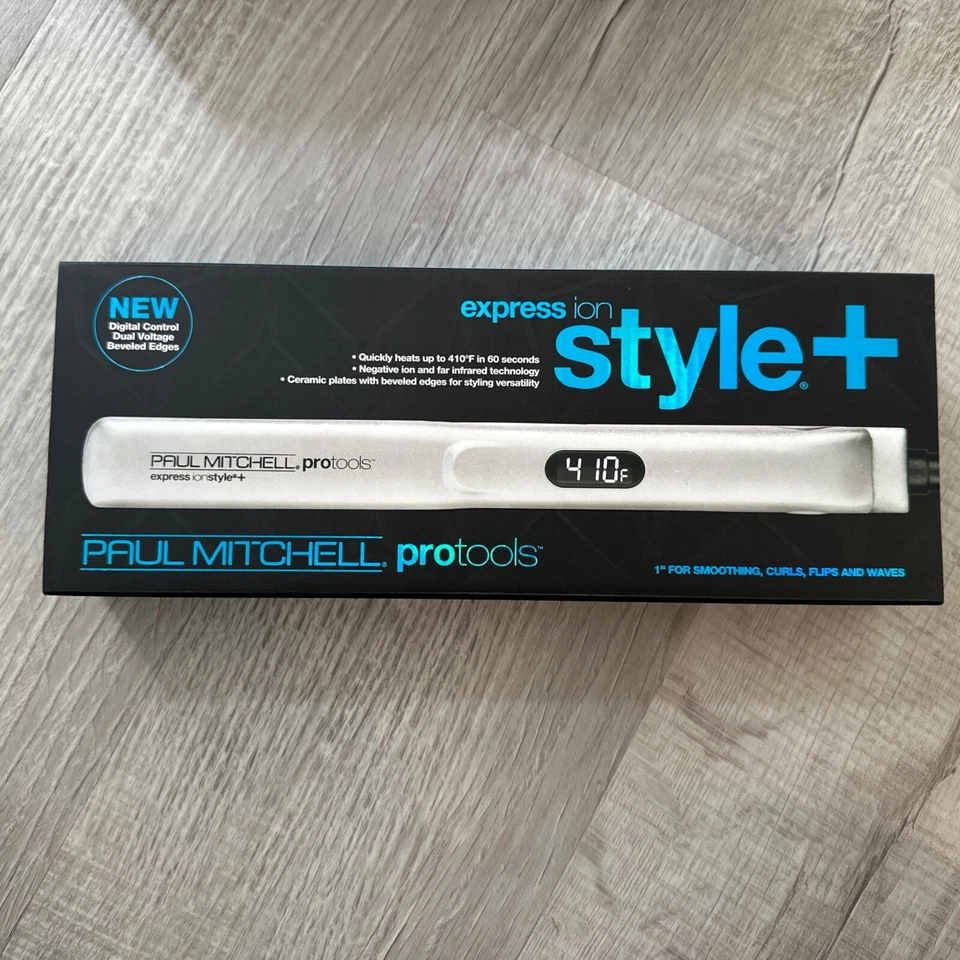 NEW
Digital Control
Dual Voltage
Beveled Edges
express ion
style®+
• Quickly heats up to 410°F in 60 seconds
• Negative ion and far infrared technology
• Ceramic plates with beveled edges for styling versatility
PAUL MITCHELL® protools™
express ionstyle®+
410F
PAUL MITCHELL® protools™
1" FOR SMOOTHING, CURLS, FLIPS AND WAVES